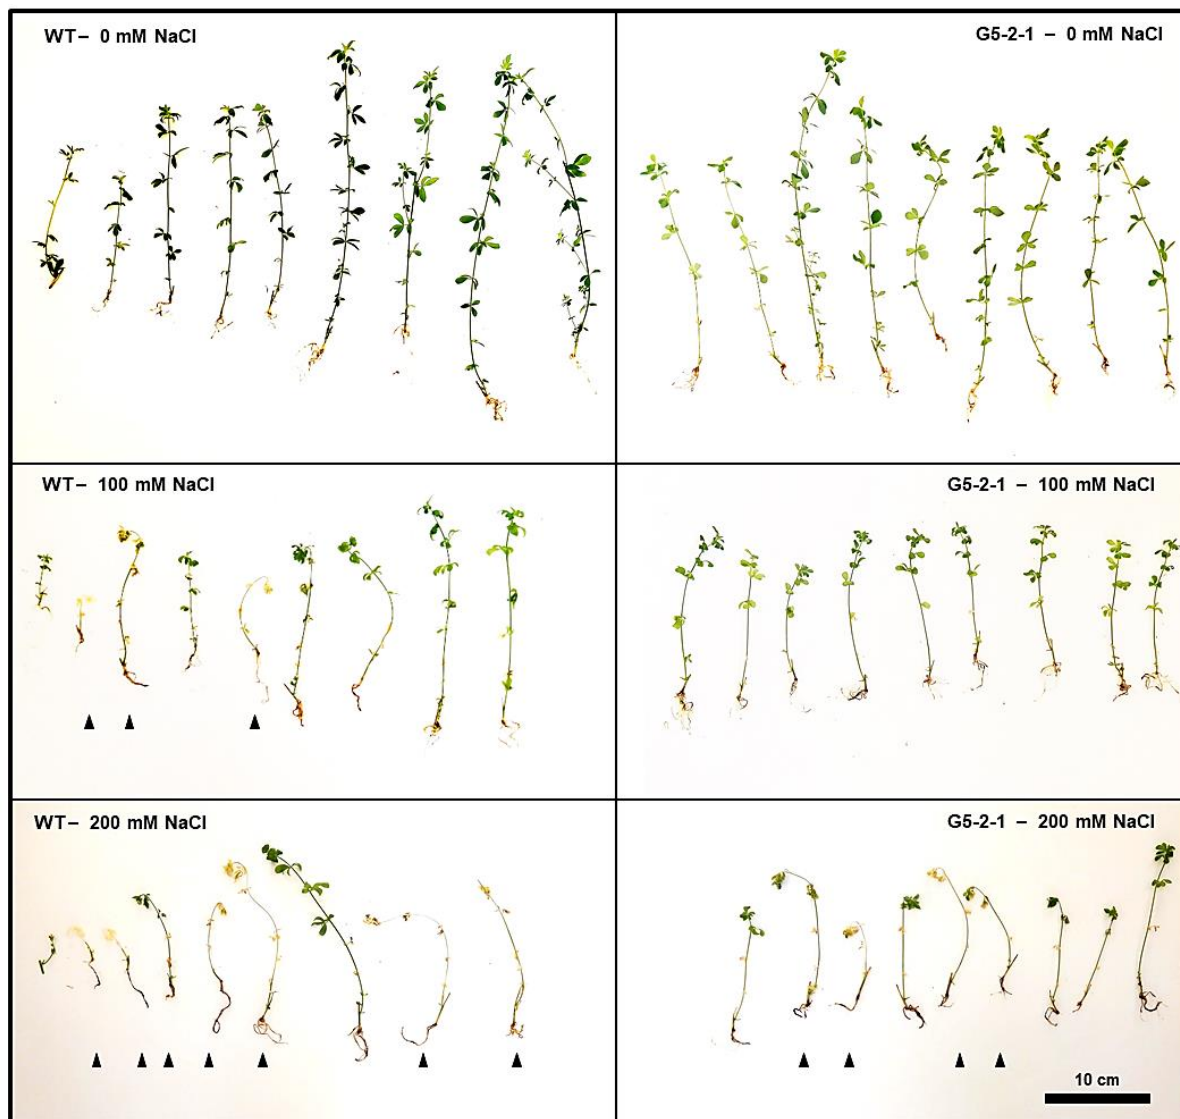 WT– 0 mM NaCl
G5-2-1 – 0 mM NaCl
WT– 100 mM NaCl
G5-2-1 – 100 mM NaCl
WT– 200 mM NaCl
G5-2-1 – 200 mM NaCl
10 cm